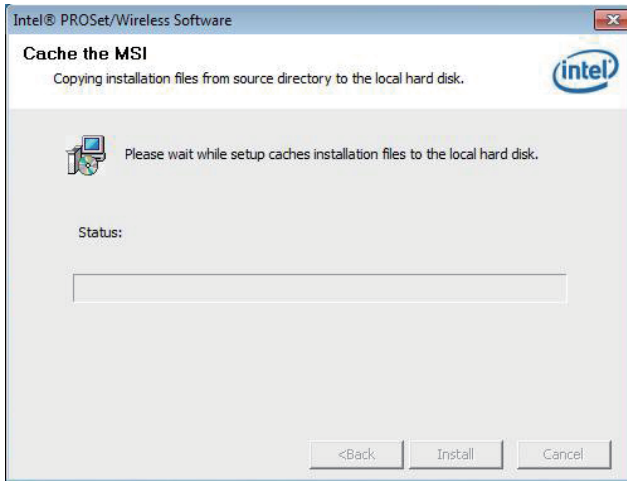 Intel® PROSet/Wireless Software
Cache the MSI
Copying installation files from source directory to the local hard disk.
intel
Please wait while setup caches installation files to the local hard disk.
Status:
<Back Install Cancel